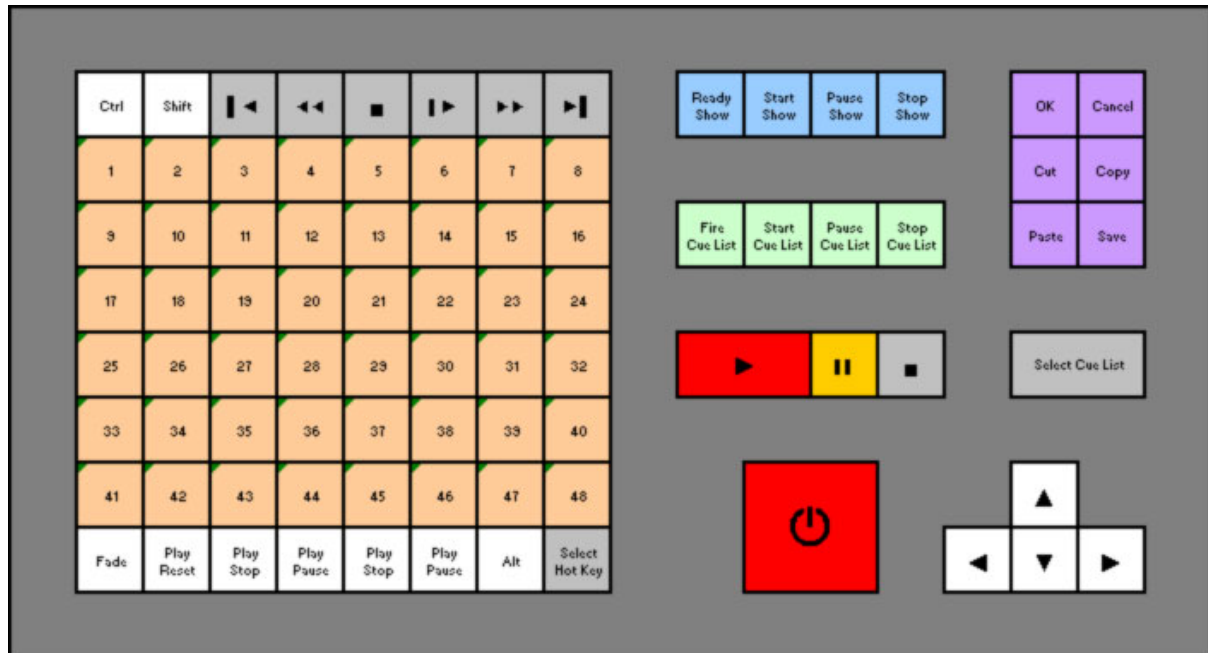 Ctrl Shift
1 2 3 4 5 6 7 8
9 10 11 12 13 14 15 16
17 18 19 20 21 22 23 24
25 26 27 28 29 30 31 32
33 34 35 36 37 38 39 40
41 42 43 44 45 46 47 48
Fade
Play
Reset
Play
Stop
Play
Pause
Play
Stop
Play
Pause
Alt
Select
Hot Key
Ready
Show
Start
Show
Pause
Show
Stop
Show
Fire
Cue List
Start
Cue List
Pause
Cue List
Stop
Cue List
OK Cancel
Cut Copy
Paste Save
Select Cue List